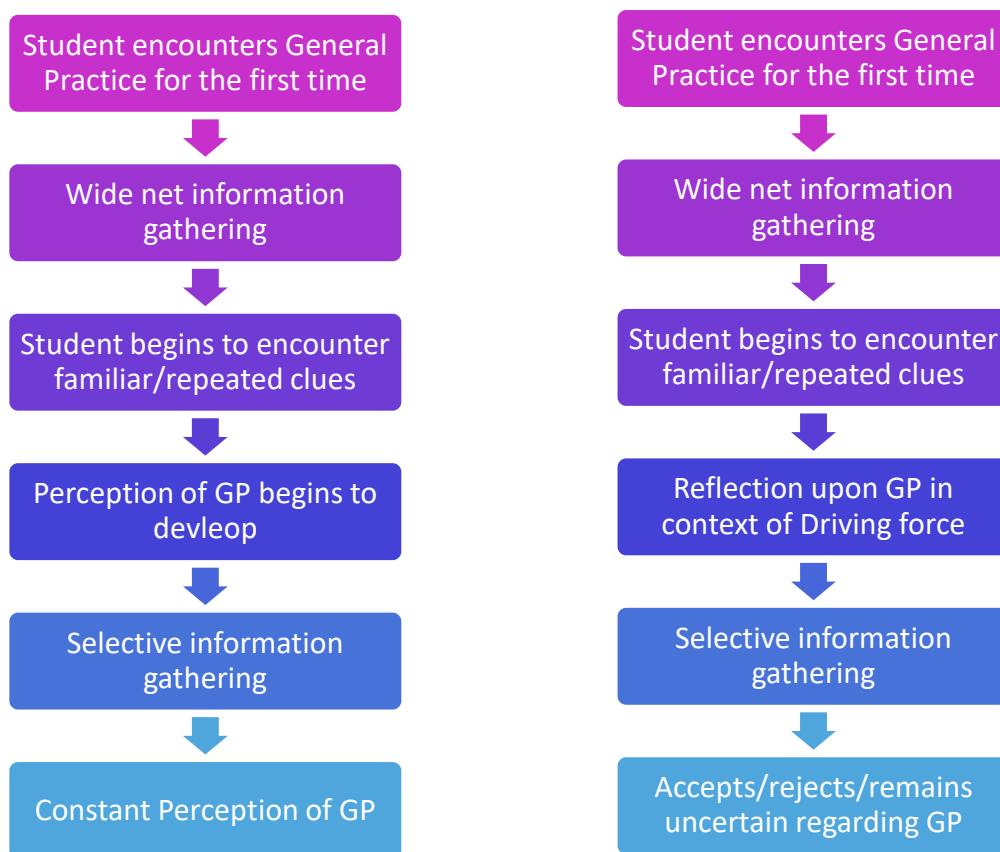 Student encounters General
Practice for the first time
Wide net information
gathering
Student begins to encounter
familiar/repeated clues
Perception of GP begins to
devleop
Selective information
gathering
Constant Perception of GP
Student encounters General
Practice for the first time
Wide net information
gathering
Student begins to encounter
familiar/repeated clues
Reflection upon GP in
context of Driving force
Selective information
gathering
Accepts/rejects/remains
uncertain regarding GP